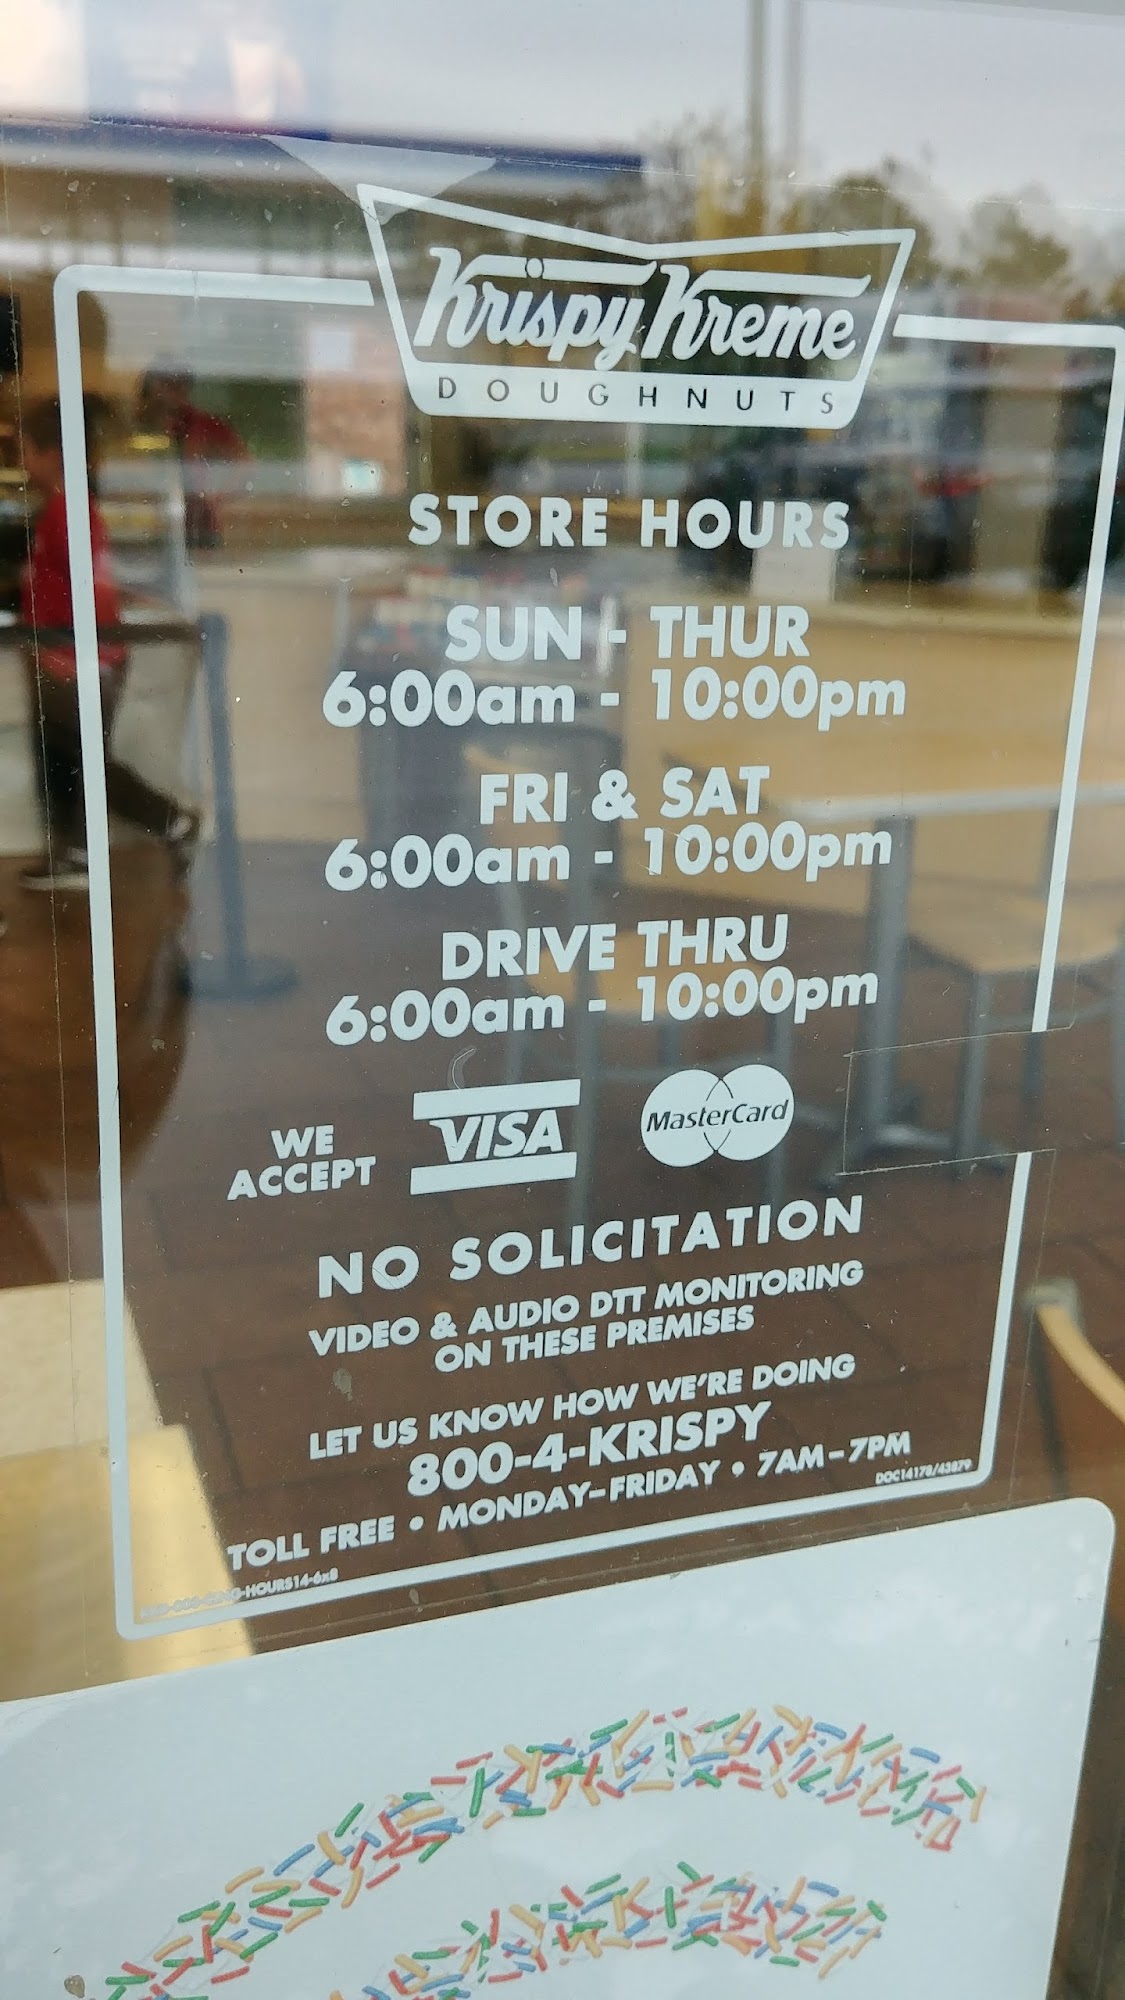 Krispy Kreme
DOUGHNUTS
STORE HOURS
SUN - THUR
6:00am - 10:00pm
FRI & SAT
6:00am - 10:00pm
DRIVE THRU
6:00am - 10:00pm
WE
ACCEPT
VISA
MasterCard
NO SOLICITATION
VIDEO & AUDIO DTT MONITORING
ON THESE PREMISES
LET US KNOW HOW WE'RE DOING
800-4-KRISPY
TOLL FREE • MONDAY-FRIDAY • 7AM-7PM
DOC14178/43879